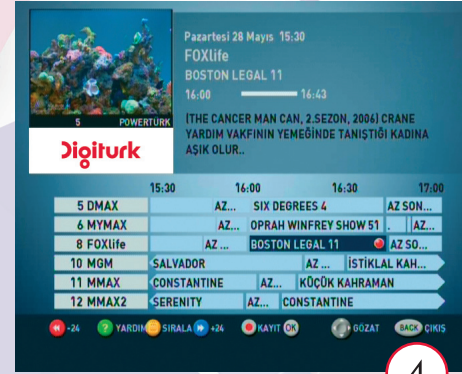 Pazartesi 28 Mayıs 15:30
FOXlife
BOSTON LEGAL 11
16:00 16:43
(THE CANCER MAN CAN, 2.SEZON, 2006) CRANE
YARDIM VAKFININ YEMEĞİNDE TANIŞTIĞI KADINA
AŞIK OLUR..
5 POWERTÜRK
Digiturk
15:30 16:00 16:30 17:00
5 DMAX AZ... SIX DEGREES 4 AZ SON...
6 MYMAX AZ... OPRAH WINFREY SHOW 51 . AZ...
8 FOXlife AZ ... BOSTON LEGAL 11 AZ SO...
10 MGM SALVADOR AZ ... İSTİKLAL KAH...
11 MMAX CONSTANTINE AZ... KÜÇÜK KAHRAMAN
12 MMAX2 SERENITY AZ... CONSTANTINE
-24 ? YARDIM SIRALA +24 KAYIT OK GÖZAT BACK ÇIKIŞ
4